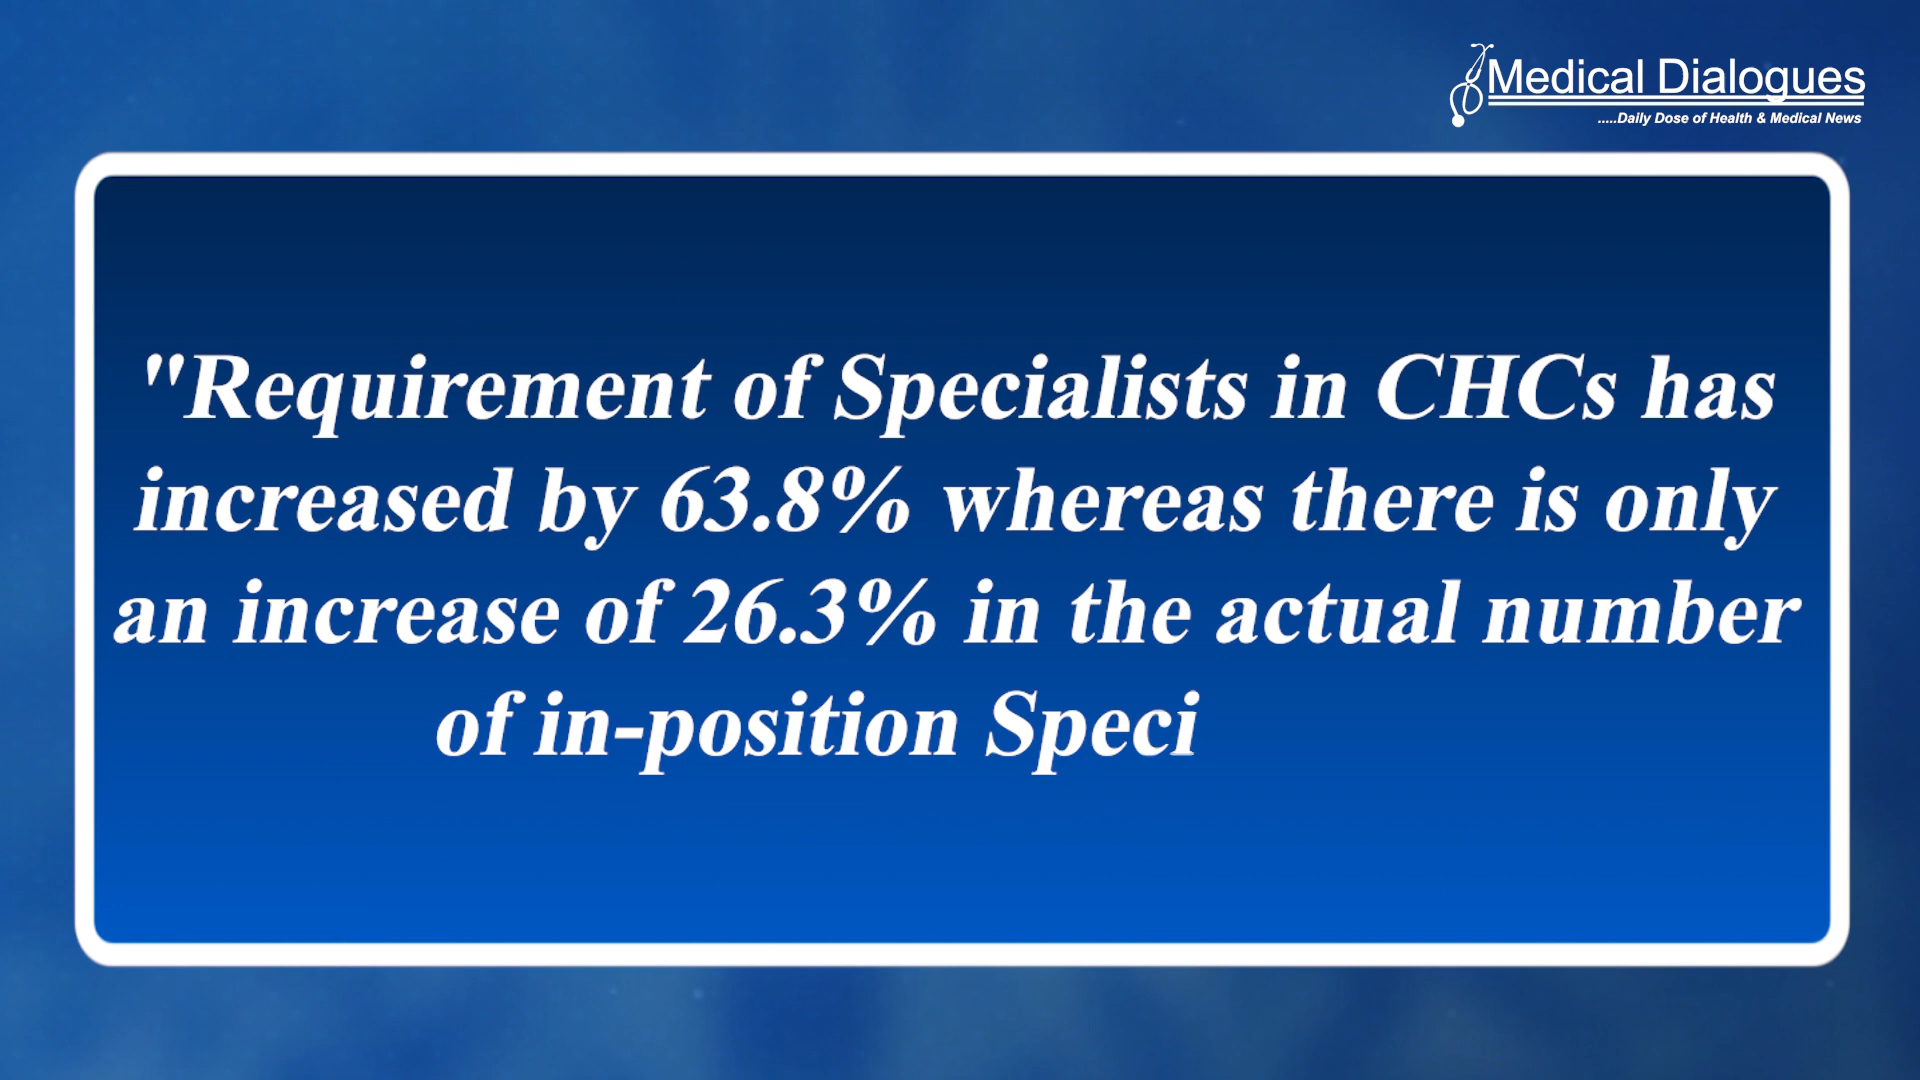 Medical Dialogues
.....Daily Dose of Health & Medical News
"Requirement of Specialists in CHCs has
increased by 63.8% whereas there is only
an increase of 26.3% in the actual number
of in-position Speci